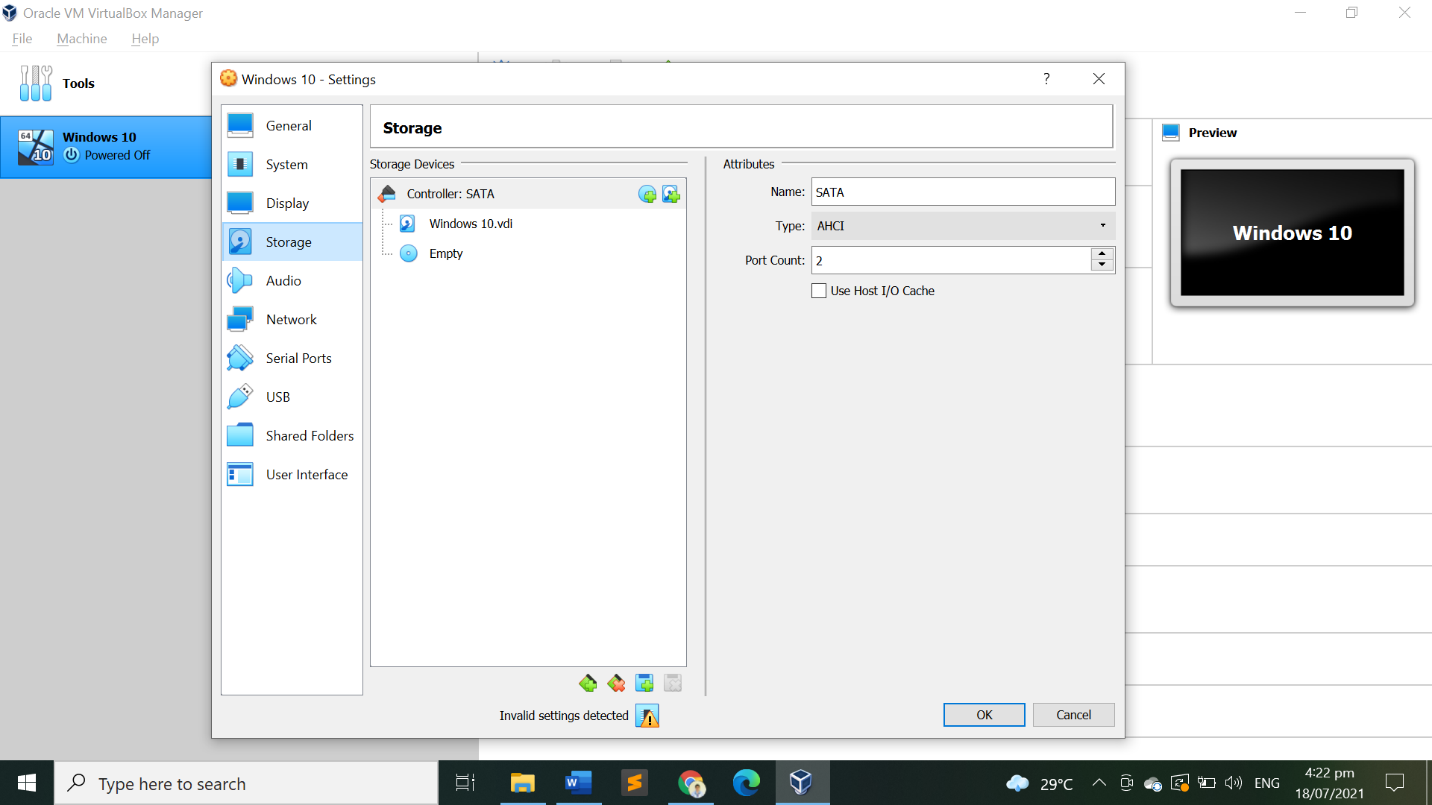 Oracle VM VirtualBox Manager
File Machine Help
Tools
64
10
Windows 10
Powered Off
Windows 10 - Settings
?
General
System
Display
Storage
Audio
Network
Serial Ports
USB
Shared Folders
User Interface
Storage
Storage Devices
Controller: SATA
Windows 10.vdi
Empty
Attributes
Name: SATA
Type: AHCI
Port Count: 2
Use Host I/O Cache
Invalid settings detected
OK Cancel
Preview
Windows 10
Type here to search
29°C
ENG
4:22 pm
18/07/2021